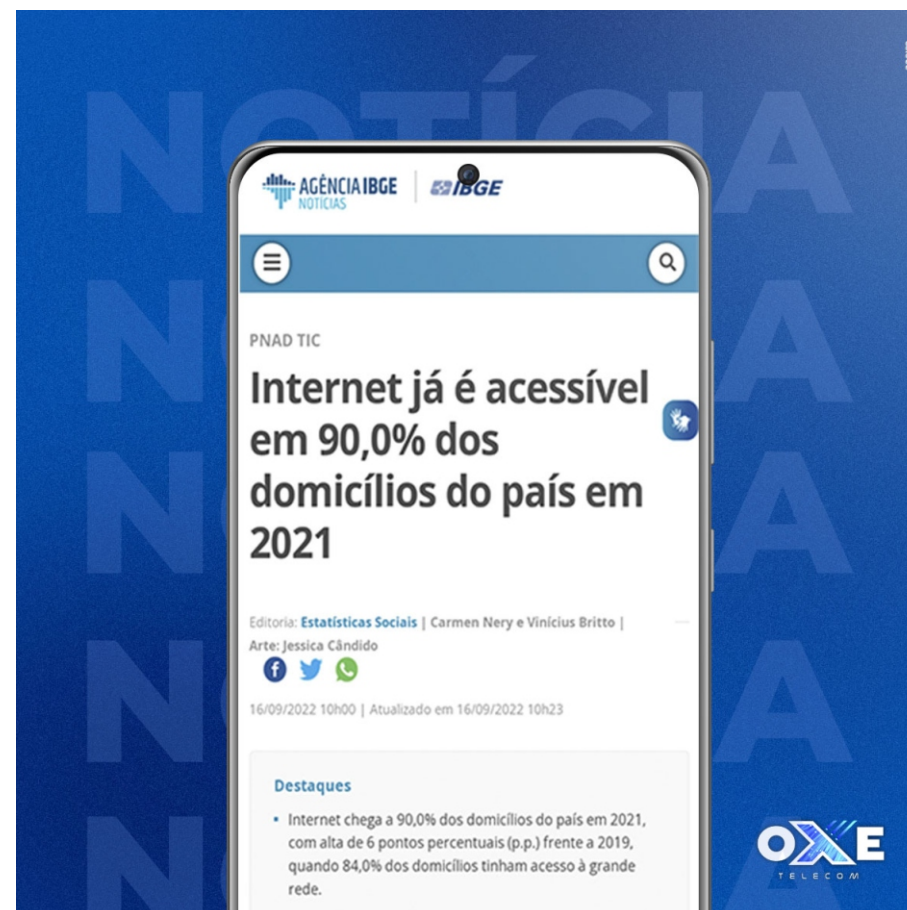 NOTÍCIA
AGÊNCIA IBGE
NOTÍCIAS
IBGE
PNAD TIC
Internet já é acessível
em 90,0% dos
domicílios do país em
2021
Editoria: Estatísticas Sociais | Carmen Nery e Vinícius Britto |
Arte: Jessica Cândido
16/09/2022 10h00 | Atualizado em 16/09/2022 10h23
Destaques
• Internet chega a 90,0% dos domicílios do país em 2021,
com alta de 6 pontos percentuais (p.p.) frente a 2019,
quando 84,0% dos domicílios tinham acesso à grande
rede.
N A
N A
N A
N A
OXE
TELECOM